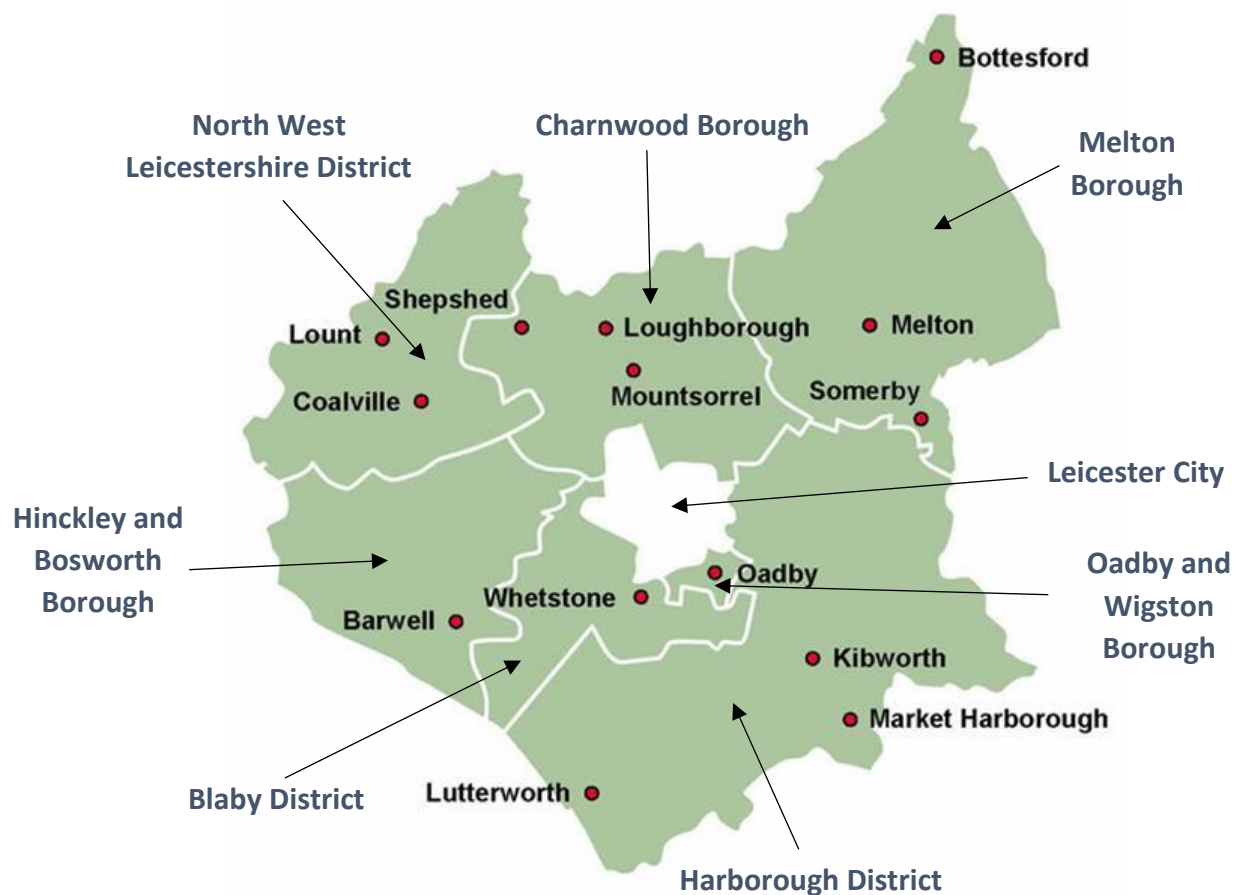 Bottesford
North West
Leicestershire District
Charnwood Borough
Melton
Borough
Shepshed
Lount
Loughborough
Melton
Coalville
Mountsorrel
Somerby
Leicester City
Hinckley and
Bosworth
Borough
Oadby
Oadby and
Wigston
Borough
Whetstone
Barwell
Kibworth
Market Harborough
Blaby District
Lutterworth
Harborough District